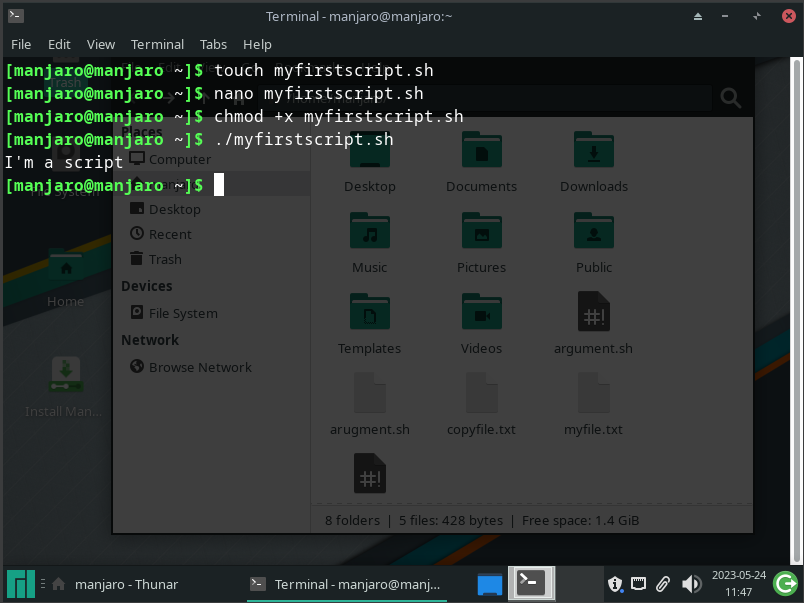 Terminal - manjaro@manjaro:~
File Edit View Terminal Tabs Help
[manjaro@manjaro ~]$ touch myfirstscript.sh
[manjaro@manjaro ~]$ nano myfirstscript.sh
[manjaro@manjaro ~]$ chmod +x myfirstscript.sh
[manjaro@manjaro ~]$ ./myfirstscript.sh
I'm a script
[manjaro@manjaro ~]$
Trash
Places
Computer
Desktop
Recent
Trash
Devices
File System
Network
Browse Network
Home
Install Man...
Desktop Documents Downloads
Music Pictures Public
Templates Videos argument.sh
arugment.sh copyfile.txt myfile.txt
8 folders | 5 files: 428 bytes | Free space: 1.4 GiB
manjaro - Thunar
Terminal - manjaro@manj...
2023-05-24
11:47